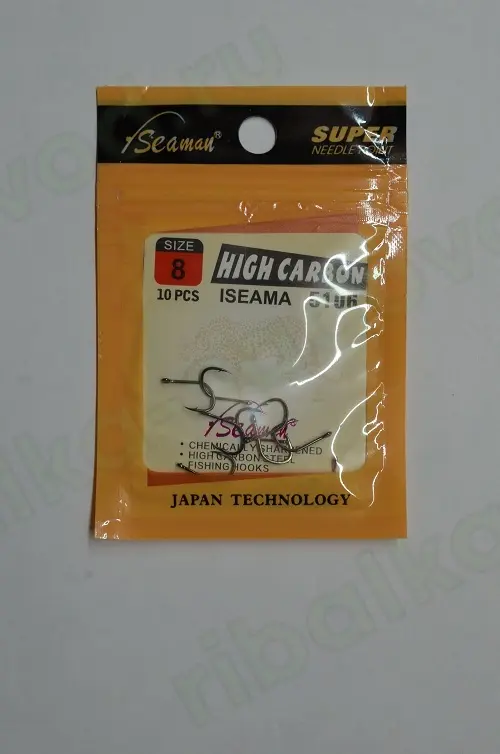 Seaman®
SUPER
NEEDLE POINT
SIZE
8
10 PCS
HIGH CARBON
ISEAMA 5106
Seaman®
• CHEMICALLY SHARPENED
• HIGH CARBON STEEL
FISHING HOOKS
JAPAN TECHNOLOGY